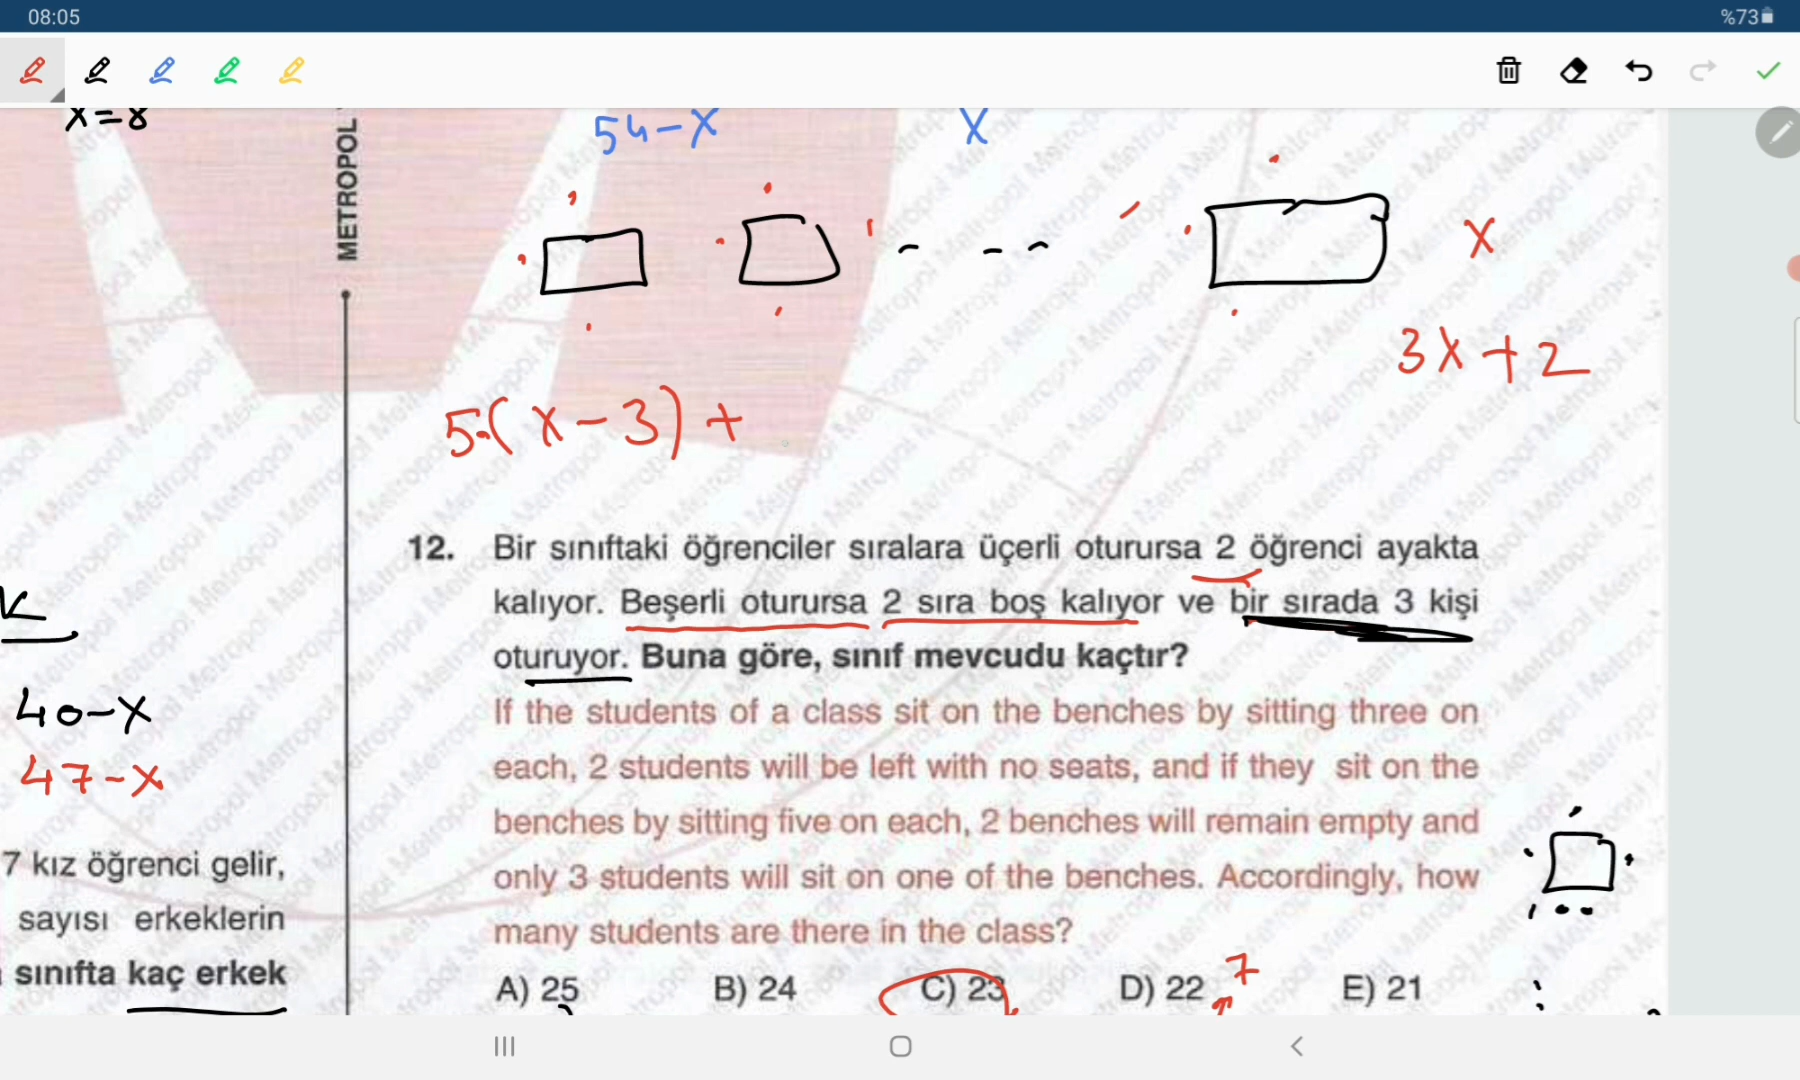 08:05
%73
x=8
METROPOL
54-x
x
x
3x+2
5.(x-3)+
12. Bir sınıftaki öğrenciler sıralara üçerli oturursa 2 öğrenci ayakta
kalıyor. Beşerli oturursa 2 sıra boş kalıyor ve bir sırada 3 kişi
oturuyor. Buna göre, sınıf mevcudu kaçtır?
If the students of a class sit on the benches by sitting three on
each, 2 students will be left with no seats, and if they sit on the
benches by sitting five on each, 2 benches will remain empty and
only 3 students will sit on one of the benches. Accordingly, how
many students are there in the class?
A) 25 B) 24 C) 23 D) 22 E) 21
7
K
40-x
47-x
7 kız öğrenci gelir,
sayısı erkeklerin
sınıfta kaç erkek